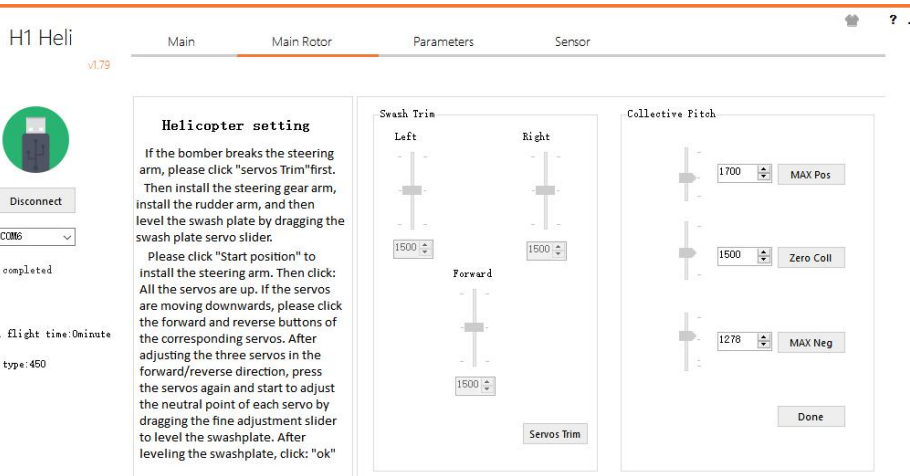 ?
H1 Heli
v1.79
Main
Main Rotor
Parameters
Sensor
Disconnect
COM6
completed
flight time:0minute
type:450
Helicopter setting
If the bomber breaks the steering
arm, please click "servos Trim"first.
Then install the steering gear arm,
install the rudder arm, and then
level the swash plate by dragging the
swash plate servo slider.
Please click "Start position" to
install the steering arm. Then click:
All the servos are up. If the servos
are moving downwards, please click
the forward and reverse buttons of
the corresponding servos. After
adjusting the three servos in the
forward/reverse direction, press
the servos again and start to adjust
the neutral point of each servo by
dragging the fine adjustment slider
to level the swashplate. After
leveling the swashplate, click: "ok"
Swash Trim
Left
Right
1500
1500
Forward
1500
Servos Trim
Collective Pitch
1700
MAX Pos
1500
Zero Coll
1278
MAX Neg
Done